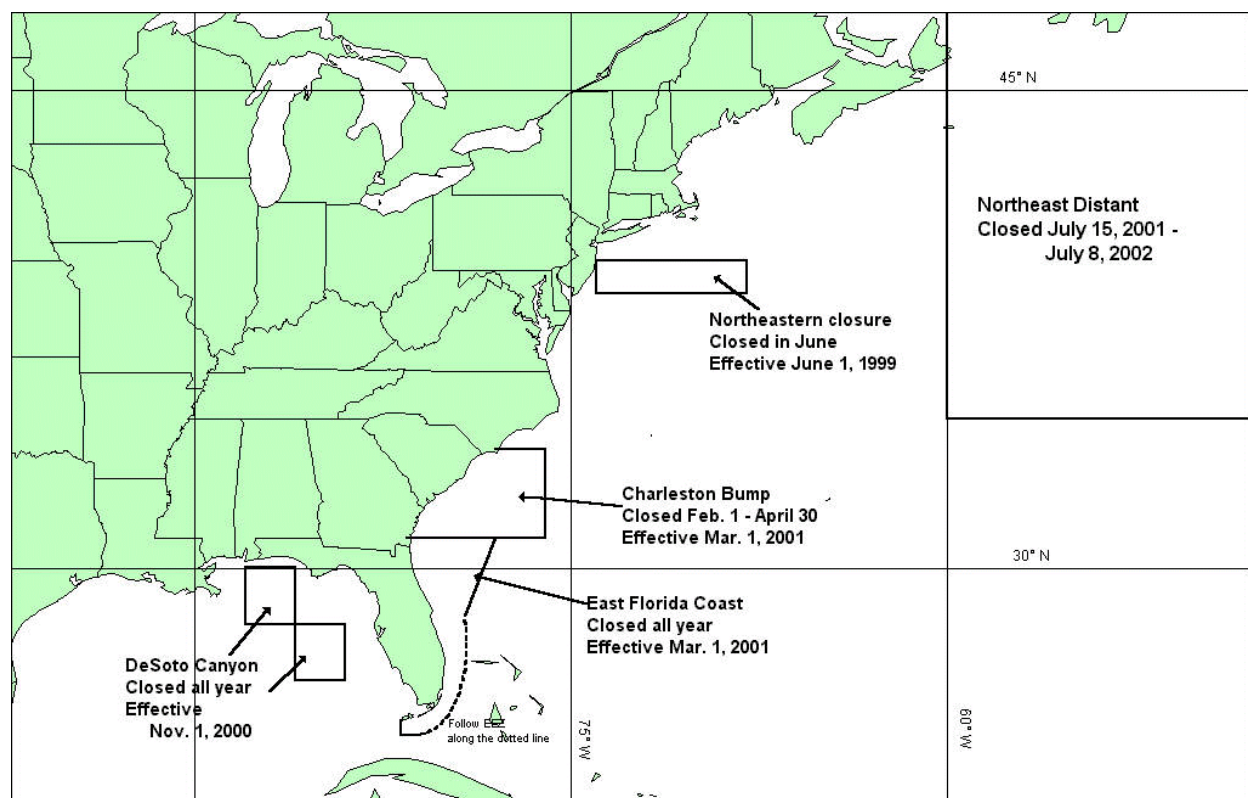 45° N
Northeast Distant
Closed July 15, 2001 -
July 8, 2002
Northeastern closure
Closed in June
Effective June 1, 1999
Charleston Bump
Closed Feb. 1 - April 30
Effective Mar. 1, 2001
30° N
East Florida Coast
Closed all year
Effective Mar. 1, 2001
DeSoto Canyon
Closed all year
Effective
Nov. 1, 2000
Follow EEZ
along the dotted line
75° W
60° W